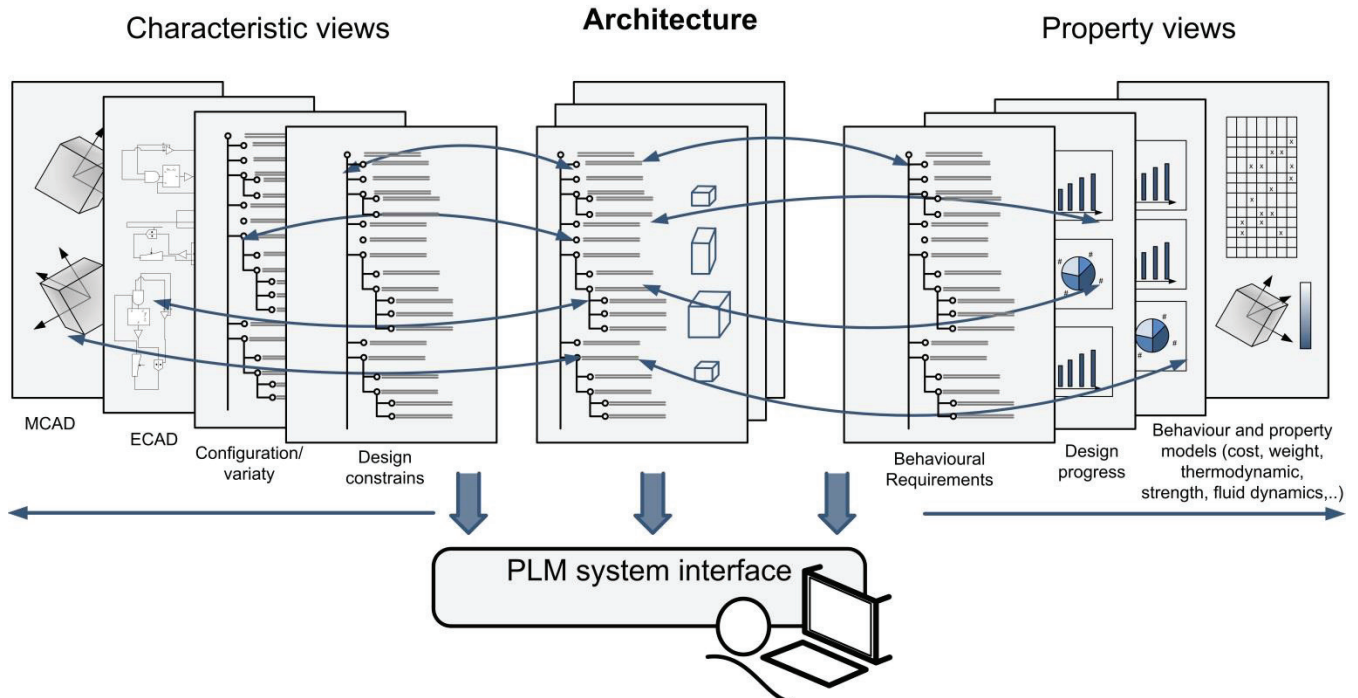 Characteristic views
Architecture
Property views
MCAD
ECAD
Configuration/
variaty
Design
constrains
Behavioural
Requirements
Design
progress
Behaviour and property
models (cost, weight,
thermodynamic,
strength, fluid dynamics,..)
x
x x
x x
x
x
x
x x
x x
x x
#
#
#
#
#
#
#
PLM system interface